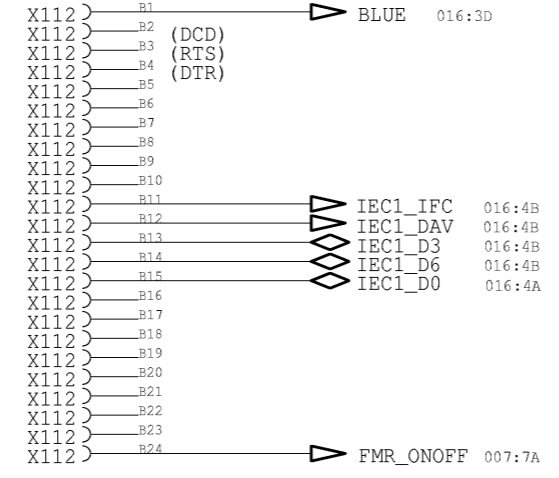 X112 B1 BLUE 016:3D
X112 B2 (DCD)
X112 B3 (RTS)
X112 B4 (DTR)
X112 B5
X112 B6
X112 B7
X112 B8
X112 B9
X112 B10
X112 B11 IEC1_IFC 016:4B
X112 B12 IEC1_DAV 016:4B
X112 B13 IEC1_D3 016:4B
X112 B14 IEC1_D6 016:4B
X112 B15 IEC1_D0 016:4A
X112 B16
X112 B17
X112 B18
X112 B19
X112 B20
X112 B21
X112 B22
X112 B23
X112 B24 FMR_ONOFF 007:7A